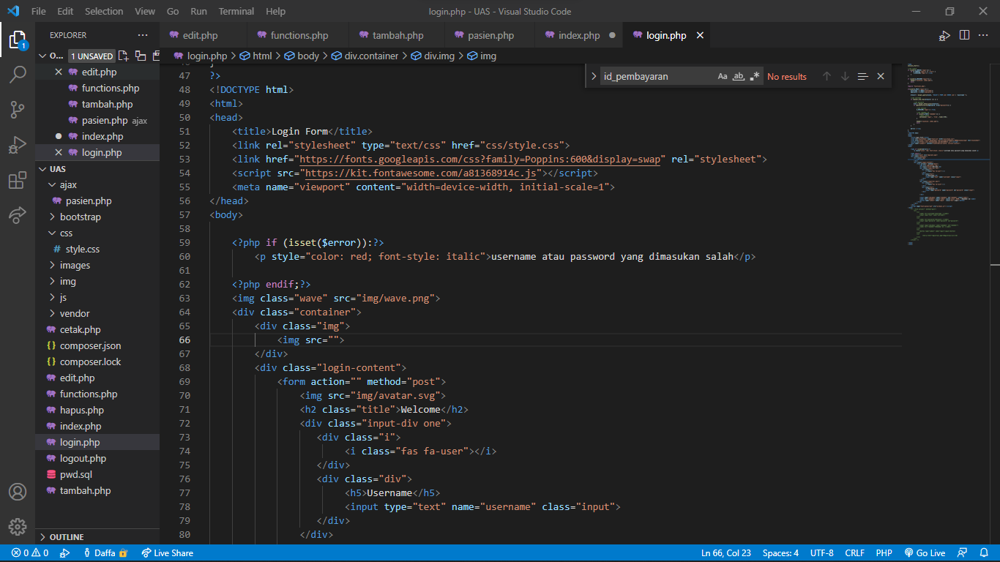 File Edit Selection View Go Run Terminal Help login.php - UAS - Visual Studio Code
EXPLORER
edit.php functions.php tambah.php pasien.php index.php login.php
O... 1 UNSAVED
login.php > html > body > div.container > div.img > img
id_pembayaran Aa ab No results
edit.php
functions.php
tambah.php
pasien.php ajax
index.php
login.php
UAS
ajax
pasien.php
bootstrap
css
style.css
images
img
js
vendor
cetak.php
composer.json
composer.lock
edit.php
functions.php
hapus.php
index.php
login.php
logout.php
pwd.sql
tambah.php
OUTLINE
47 ?>
48 <!DOCTYPE html>
49 <html>
50 <head>
51 <title>Login Form</title>
52 <link rel="stylesheet" type="text/css" href="css/style.css">
53 <link href="https://fonts.googleapis.com/css?family=Poppins:600&display=swap" rel="stylesheet">
54 <script src="https://kit.fontawesome.com/a81368914c.js"></script>
55 <meta name="viewport" content="width=device-width, initial-scale=1">
56 </head>
57 <body>
58
59 <?php if (isset($error)):?>
60 <p style="color: red; font-style: italic">username atau password yang dimasukan salah</p>
61
62 <?php endif;?>
63 <img class="wave" src="img/wave.png">
64 <div class="container">
65 <div class="img">
66 <img src="">
67 </div>
68 <div class="login-content">
69 <form action="" method="post">
70 <img src="img/avatar.svg">
71 <h2 class="title">Welcome</h2>
72 <div class="input-div one">
73 <div class="i">
74 <i class="fas fa-user"></i>
75 </div>
76 <div class="div">
77 <h5>Username</h5>
78 <input type="text" name="username" class="input">
79 </div>
80 </div>
1
0 0 Daffa Live Share Ln 66, Col 23 Spaces: 4 UTF-8 CRLF PHP Go Live